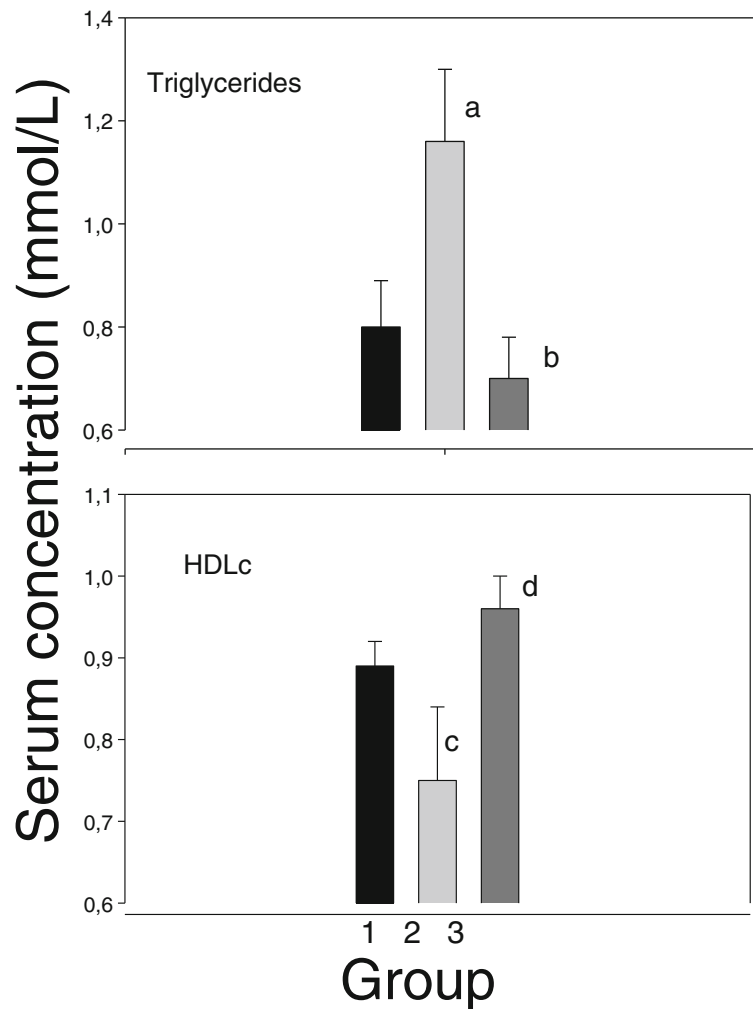 Serum concentration (mmol/L)
1,4
Triglycerides
1,2
a
1,0
0,8
b
0,6
1,1
HDLc
1,0
d
0,9
0,8
c
0,7
0,6
1 2 3
Group